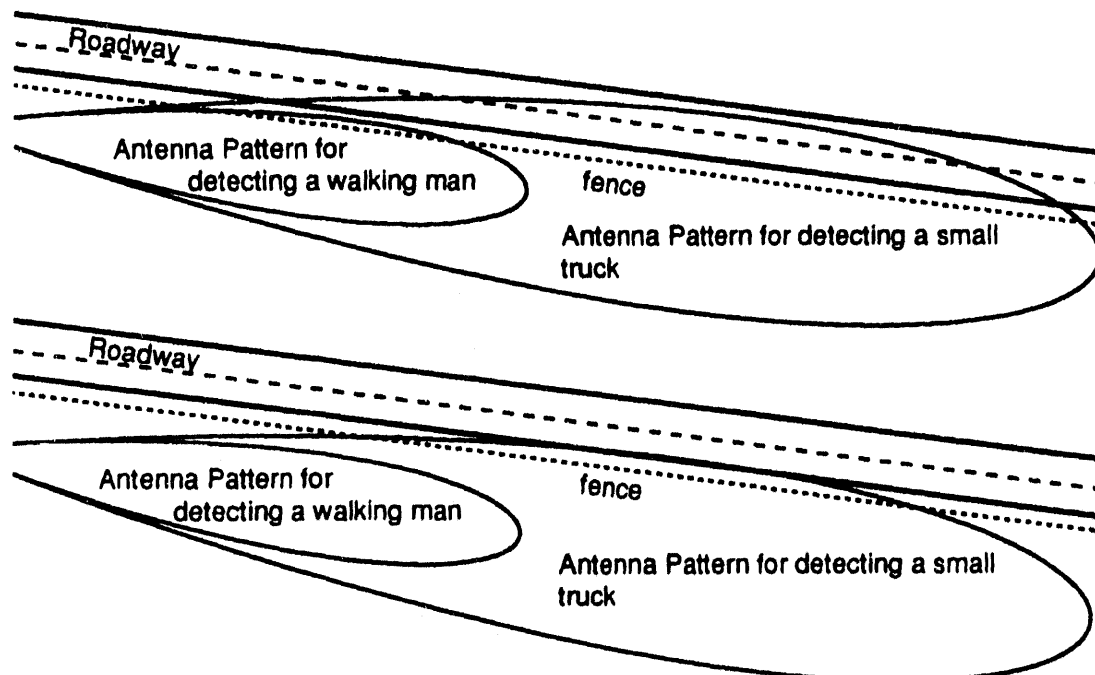 Roadway
Antenna Pattern for
detecting a walking man
fence
Antenna Pattern for detecting a small
truck
Roadway
Antenna Pattern for
detecting a walking man
fence
Antenna Pattern for detecting a small
truck